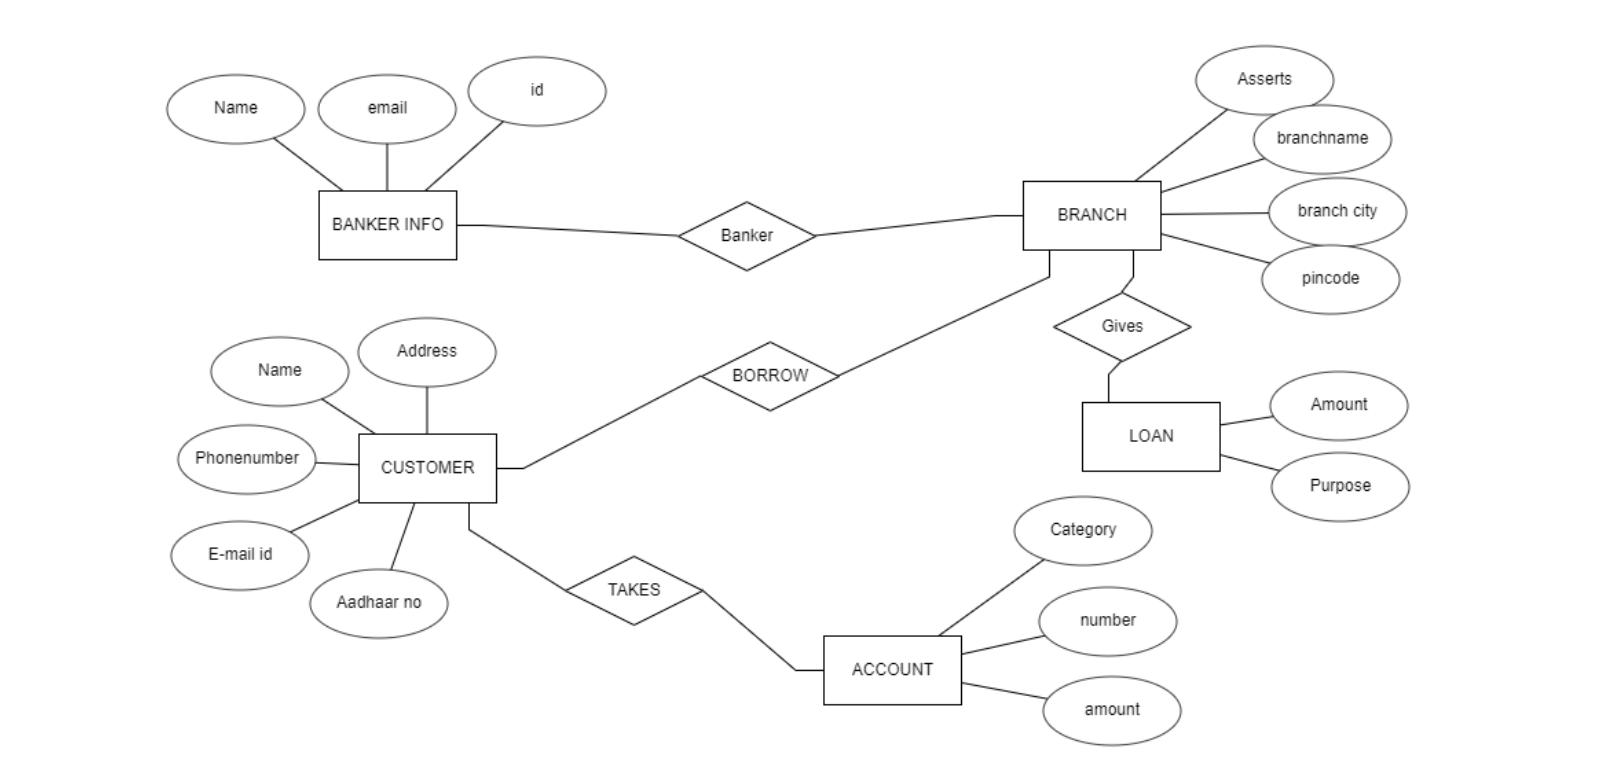 Asserts
id
Name
email
branchname
branch city
BRANCH
BANKER INFO
Banker
pincode
Gives
Address
Name
BORROW
Amount
LOAN
Phonenumber
CUSTOMER
Purpose
Category
E-mail id
TAKES
Aadhaar no
number
ACCOUNT
amount